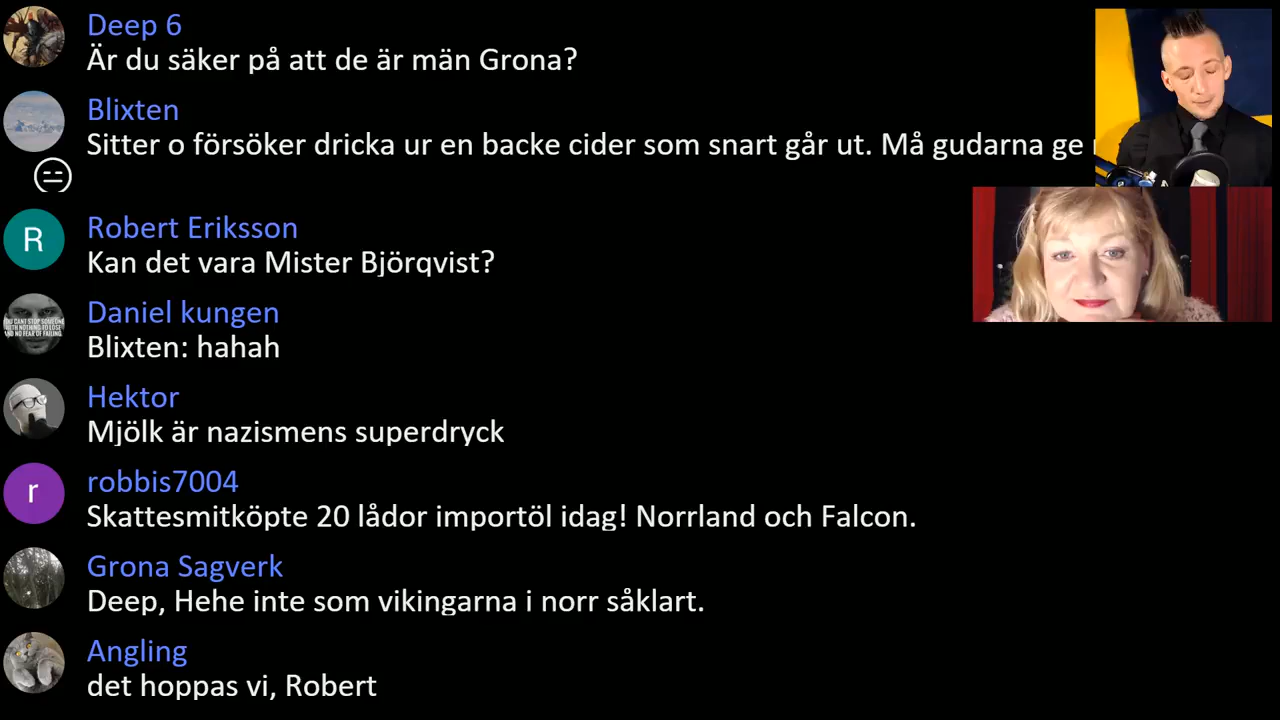 Deep 6
Är du säker på att de är män Grona?
Blixten
Sitter o försöker dricka ur en backe cider som snart går ut. Må gudarna ge
R
Robert Eriksson
Kan det vara Mister Björqvist?
Daniel kungen
Blixten: hahah
Hektor
Mjölk är nazismens superdryck
r
robbis7004
Skattesmitköpte 20 lådor importöl idag! Norrland och Falcon.
Grona Sagverk
Deep, Hehe inte som vikingarna i norr såklart.
Angling
det hoppas vi, Robert